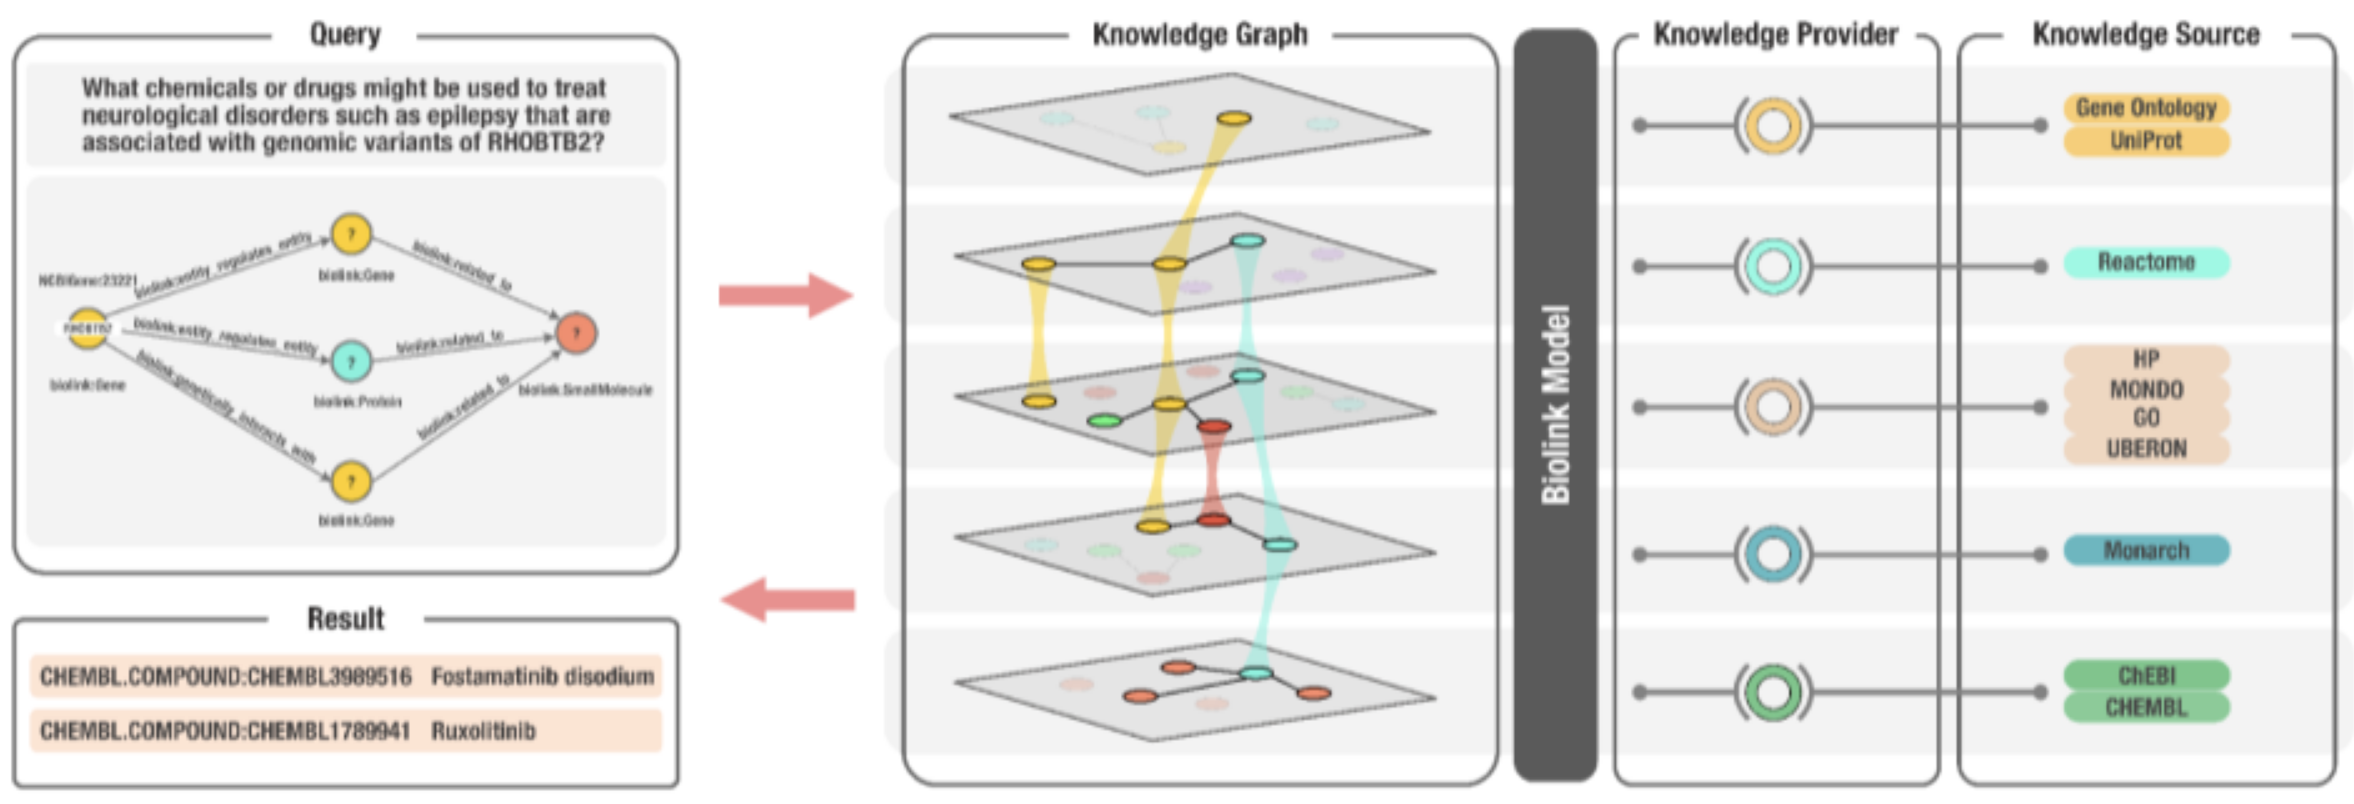 Query
What chemicals or drugs might be used to treat
neurological disorders such as epilepsy that are
associated with genomic variants of RHOBTB2?
NCBIGene:23221
RHOBTB2
biolink:Gene
biolink:entity_regulates_entity
?
biolink:Gene
biolink:related_to
biolink:entity_regulates_entity
?
biolink:Protein
biolink:related_to
biolink:genetically_interacts_with
?
biolink:Gene
biolink:related_to
?
biolink:SmallMolecule
Result
CHEMBL.COMPOUND:CHEMBL3989516 Fostamatinib disodium
CHEMBL.COMPOUND:CHEMBL1789941 Ruxolitinib
Knowledge Graph
Biolink Model
Knowledge Provider
Knowledge Source
Gene Ontology
UniProt
Reactome
HP
MONDO
GO
UBERON
Monarch
ChEBI
CHEMBL